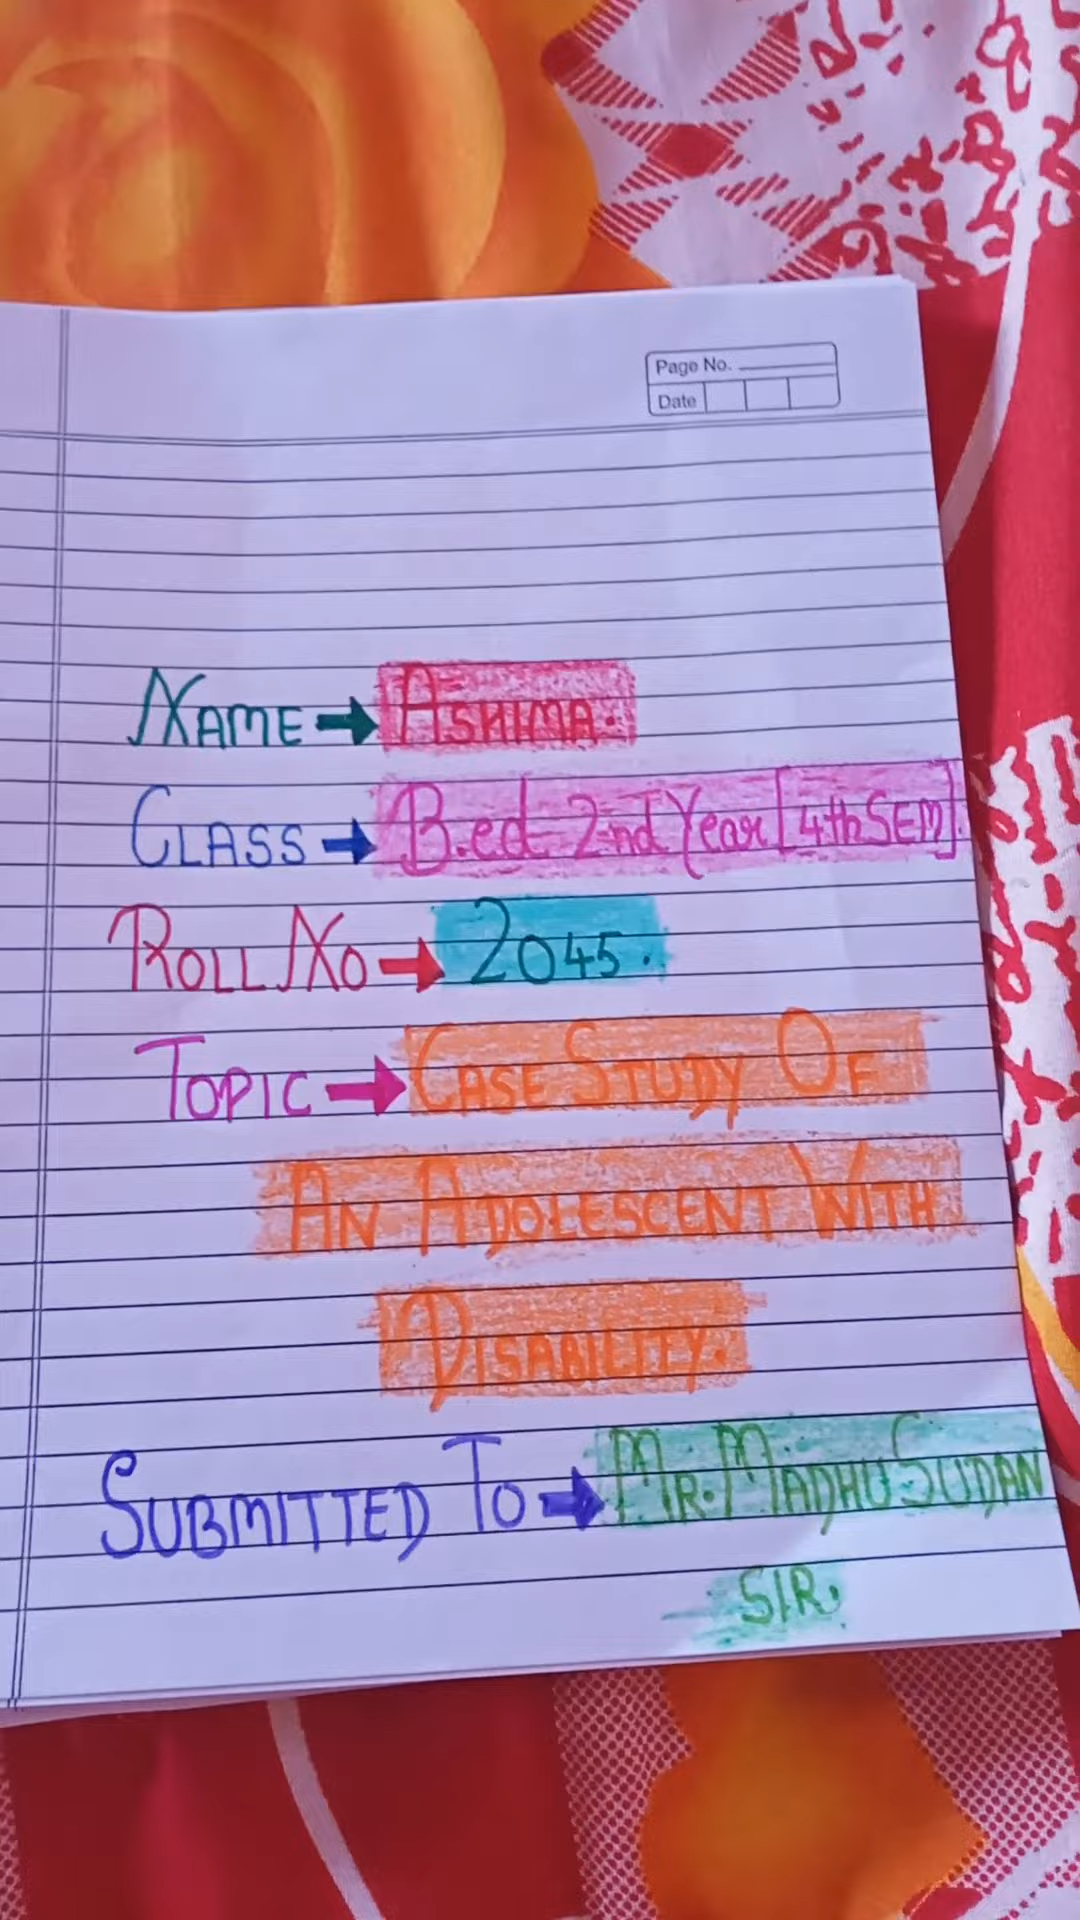 Page No.
Date
NAME → ASHIMA.
CLASS → B.ed 2nd Year [4th SEM].
ROLL NO → 2045.
TOPIC → CASE STUDY OF
AN ADOLESCENT WITH
DISABILITY.
SUBMITTED TO → MR. MADHU SUDAN
SIR.